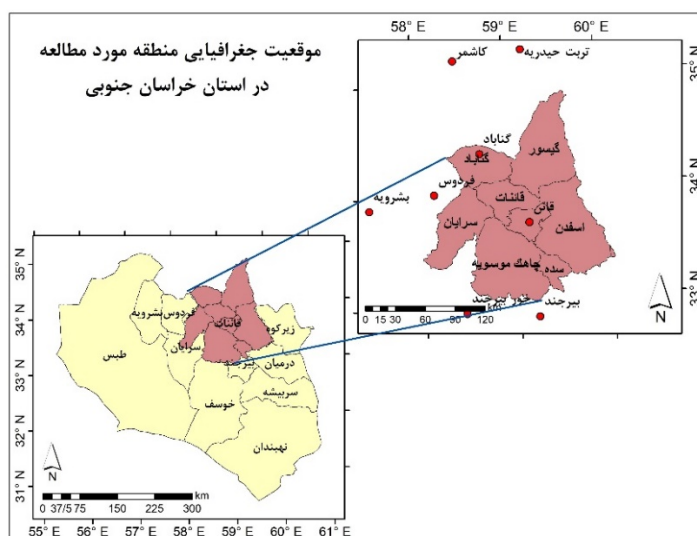 موقعیت جغرافیایی منطقه مورد مطالعه
در استان خراسان جنوبی
58° E 59° E 60° E
35° N
34° N
33° N
کاشمر
تربت حیدریه
گناباد
گناباد
گیسور
فردوس
بشرویه
قائنات
قائن
سرایان
اسفدن
چاهک موسویه
سده
خور بیرجند
بیرجند
km
0 15 30 60 90 120
N
35° N
34° N
33° N
32° N
31° N
طبس
بشرویه
فردوس
قائنات
زیرکوه
سرایان
بیرجند
درمیان
خوسف
سربیشه
نهبندان
N
km
0 37/5 75 150 225 300
55° E 56° E 57° E 58° E 59° E 60° E 61° E